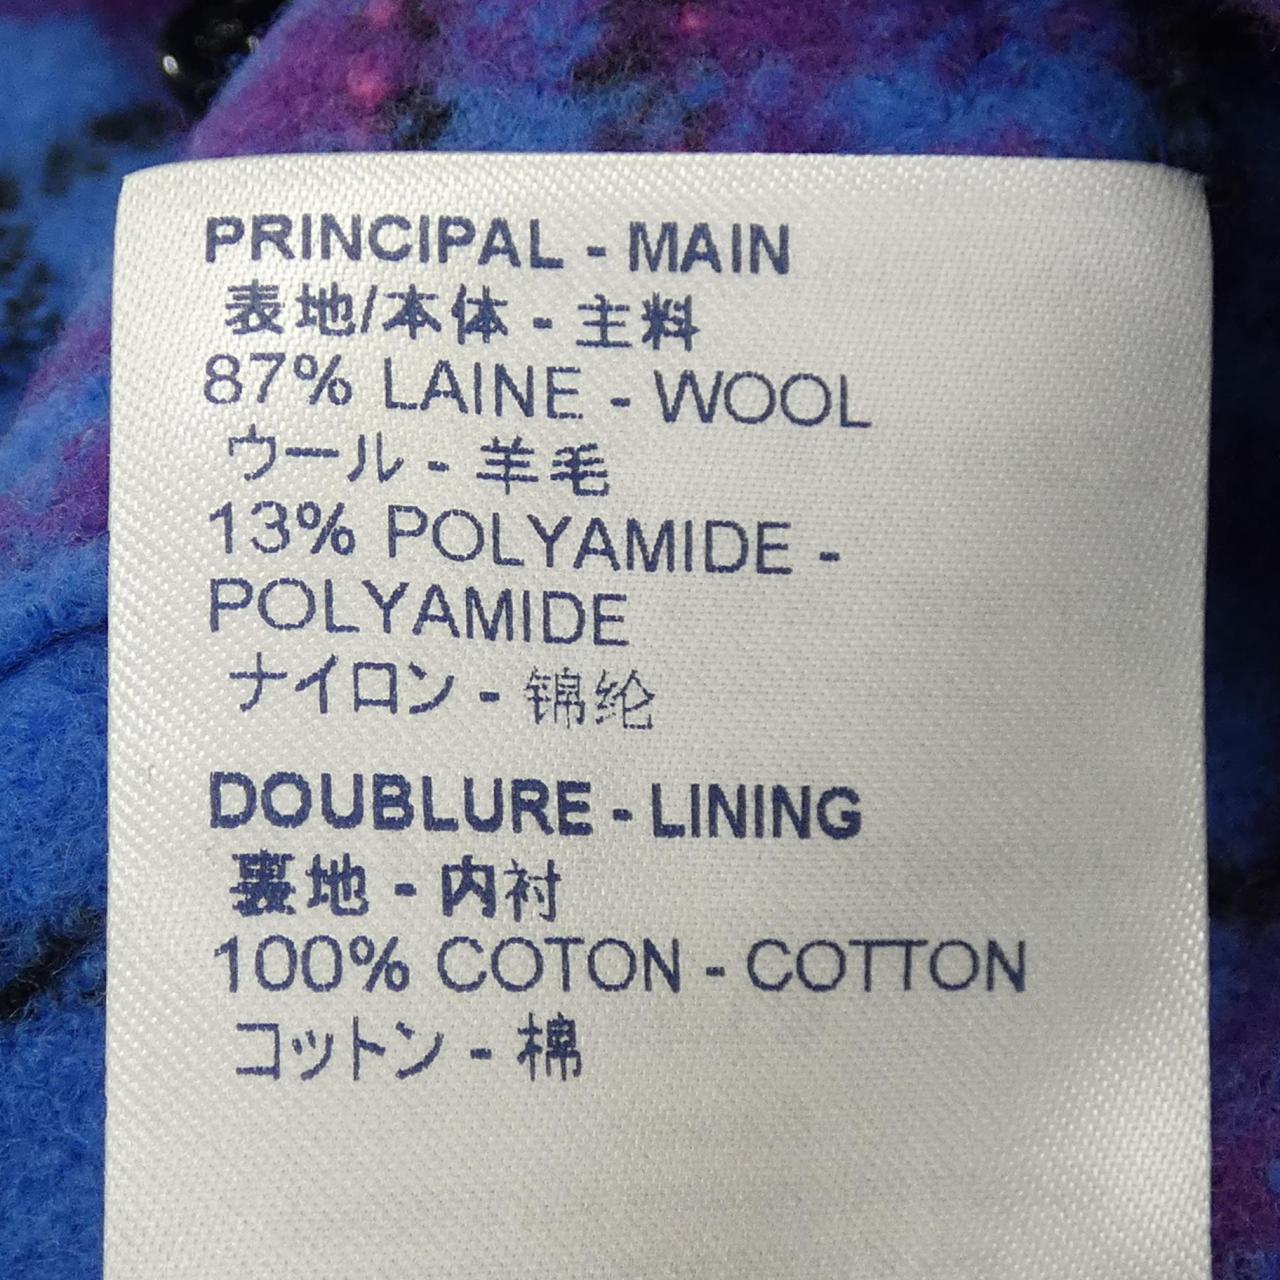 PRINCIPAL - MAIN
表地/本体 - 主料
87% LAINE - WOOL
ウール - 羊毛
13% POLYAMIDE -
POLYAMIDE
ナイロン - 锦纶
DOUBLURE - LINING
裏地 - 内衬
100% COTON - COTTON
コットン - 棉